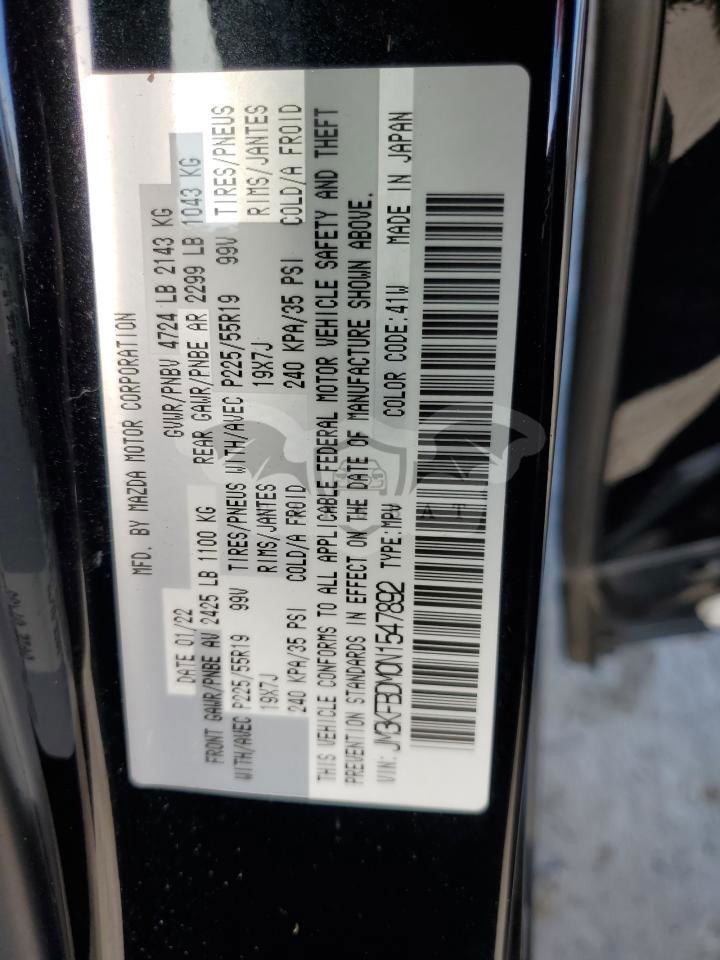 MFD. BY MAZDA MOTOR CORPORATION
DATE 01/22 GVWR/PNBV 4724 LB 2143 KG
FRONT GAWR/PNBE AV 2425 LB 1100 KG REAR GAWR/PNBE AR 2299 LB 1043 KG
WITH/AVEC P225/55R19 99V TIRES/PNEUS WITH/AVEC P225/55R19 99V TIRES/PNEUS
19X7J RIMS/JANTES 19X7J RIMS/JANTES
240 KPA/35 PSI COLD/A FROID 240 KPA/35 PSI COLD/A FROID
THIS VEHICLE CONFORMS TO ALL APPLICABLE FEDERAL MOTOR VEHICLE SAFETY AND THEFT
PREVENTION STANDARDS IN EFFECT ON THE DATE OF MANUFACTURE SHOWN ABOVE.
VIN: JM3KFBDM0N1547892 TYPE:MPV COLOR CODE:41W MADE IN JAPAN